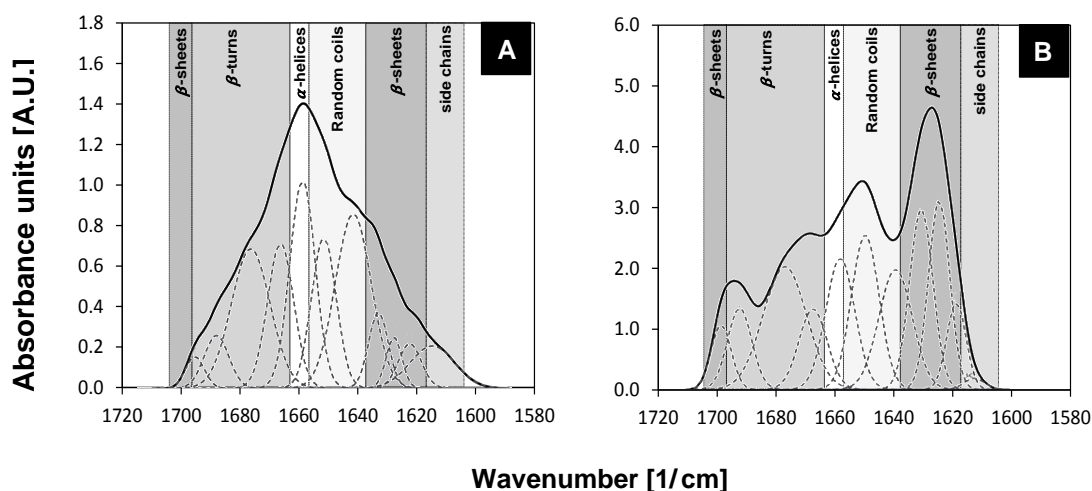 Absorbance units [A.U.]
1.8
1.6
1.4
1.2
1.0
0.8
0.6
0.4
0.2
0.0
β-sheets
β-turns
α-helices
Random coils
β-sheets
side chains
A
1720
1700
1680
1660
1640
1620
1600
1580
6.0
5.0
4.0
3.0
2.0
1.0
0.0
β-sheets
β-turns
α-helices
Random coils
β-sheets
side chains
B
1720
1700
1680
1660
1640
1620
1600
1580
Wavenumber [1/cm]